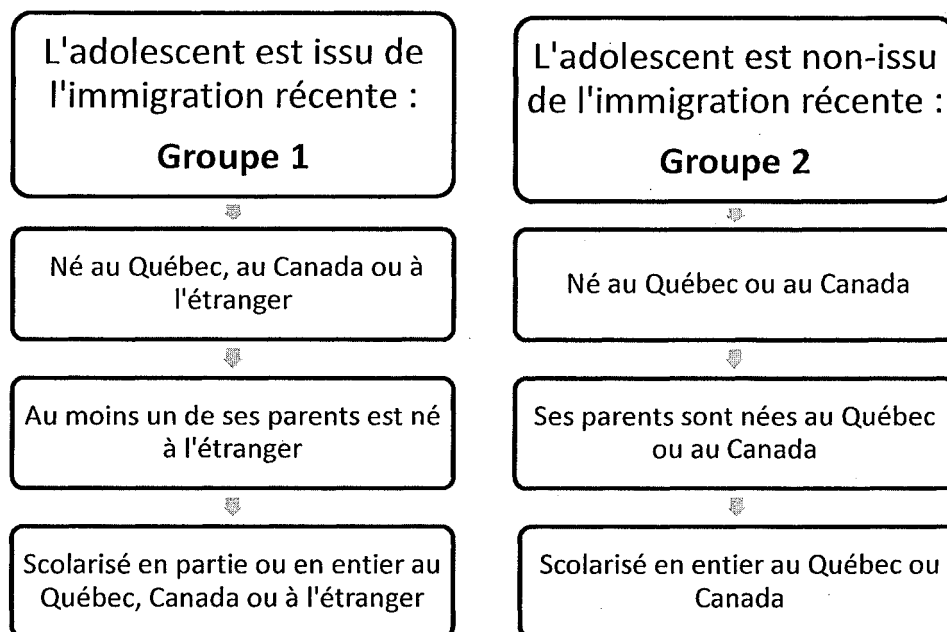 L'adolescent est issu de
l'immigration récente :
Groupe 1
Né au Québec, au Canada ou à
l'étranger
Au moins un de ses parents est né
à l'étranger
Scolarisé en partie ou en entier au
Québec, Canada ou à l'étranger
L'adolescent est non-issu
de l'immigration récente :
Groupe 2
Né au Québec ou au Canada
Ses parents sont nées au Québec
ou au Canada
Scolarisé en entier au Québec ou
Canada